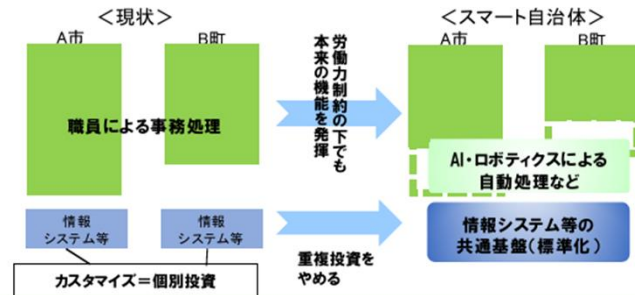 ＜現状＞
A市
B町
職員による事務処理
情報
システム等
情報
システム等
カスタマイズ＝個別投資
労働力制約の下でも
本来の機能を発揮
重複投資を
やめる
＜スマート自治体＞
A市
B町
AI・ロボティクスによる
自動処理など
情報システム等の
共通基盤（標準化）